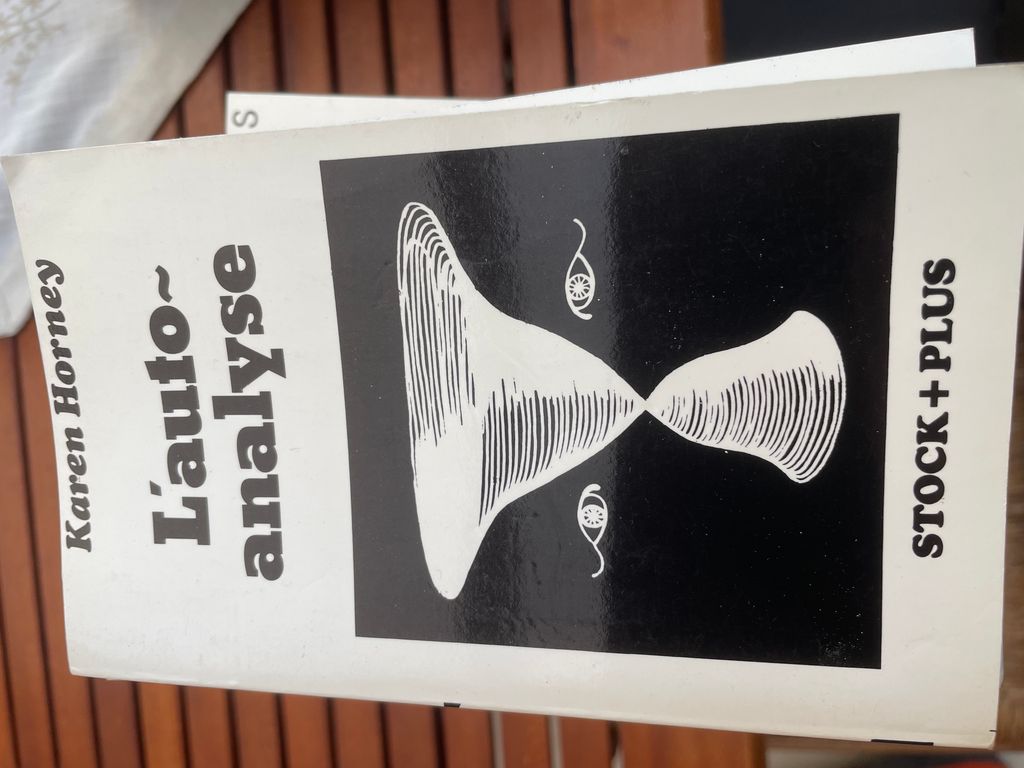 Karen Horney
L'auto~
analyse
STOCK+PLUS
S